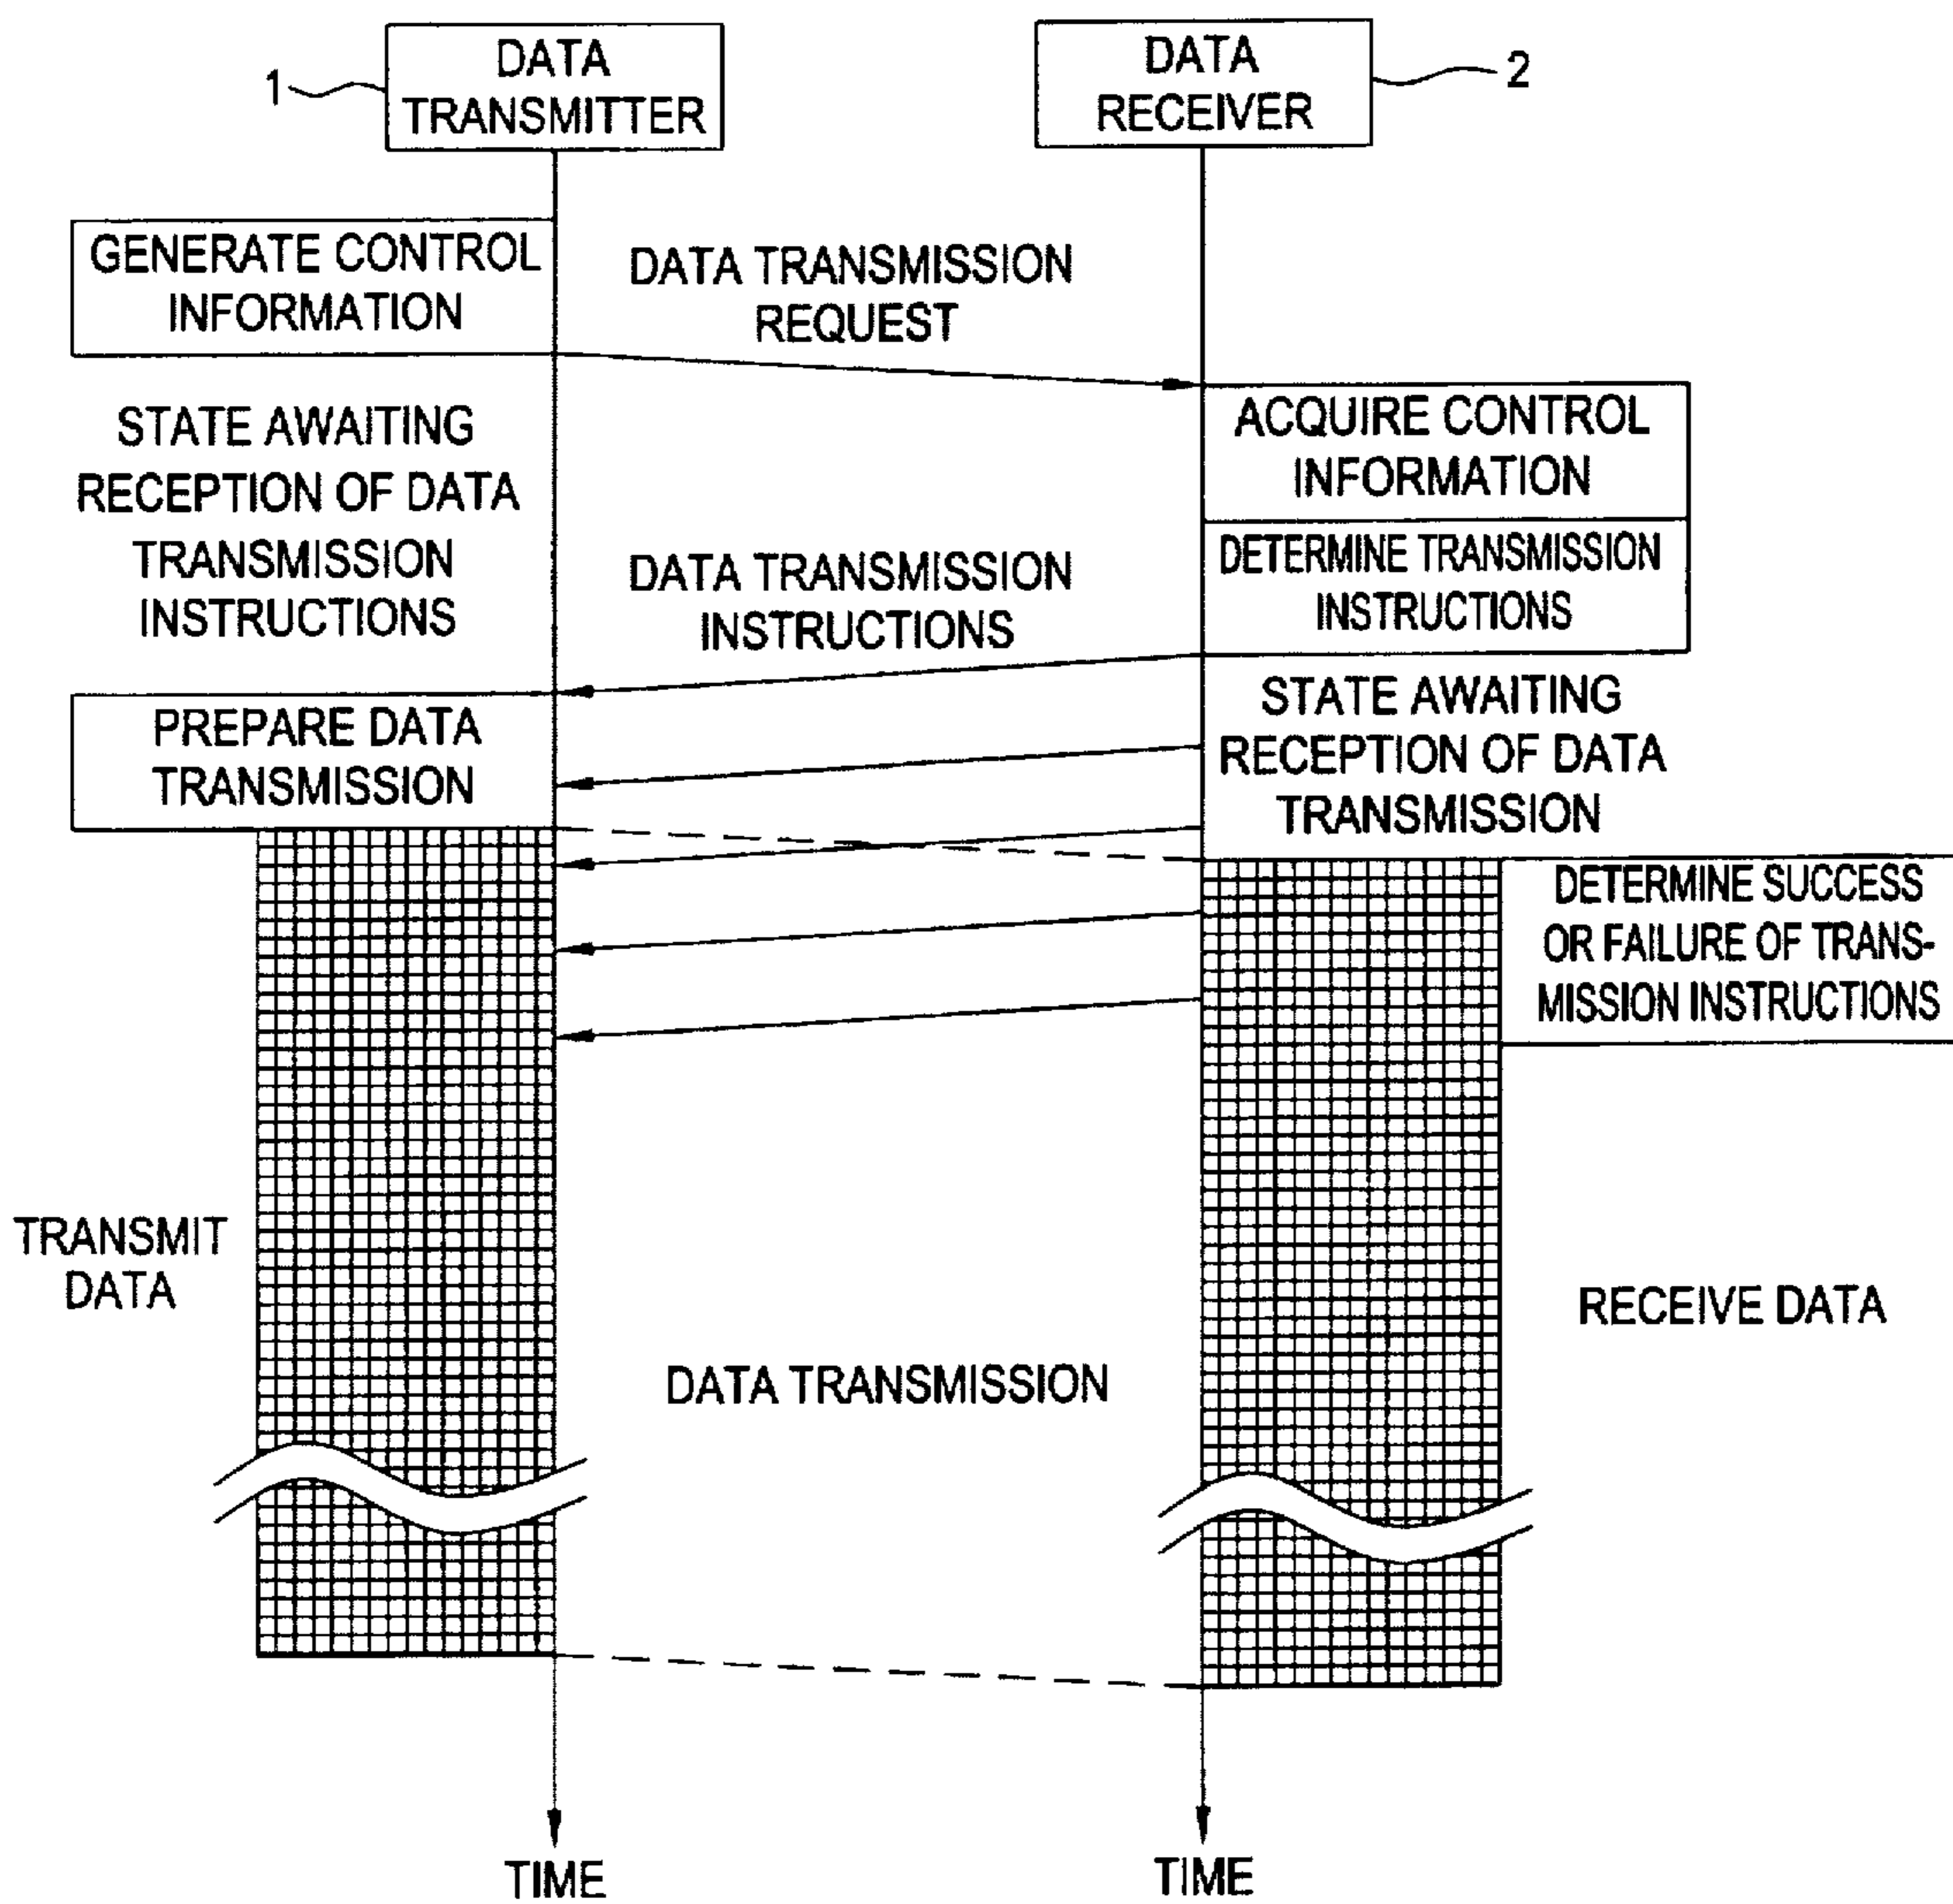 DATA
TRANSMITTER
1
DATA
RECEIVER
2
GENERATE CONTROL
INFORMATION
DATA TRANSMISSION
REQUEST
STATE AWAITING
RECEPTION OF DATA
TRANSMISSION
INSTRUCTIONS
ACQUIRE CONTROL
INFORMATION
DATA TRANSMISSION
INSTRUCTIONS
DETERMINE TRANSMISSION
INSTRUCTIONS
PREPARE DATA
TRANSMISSION
STATE AWAITING
RECEPTION OF DATA
TRANSMISSION
DETERMINE SUCCESS
OR FAILURE OF TRANS-
MISSION INSTRUCTIONS
TRANSMIT
DATA
DATA TRANSMISSION
RECEIVE DATA
TIME
TIME